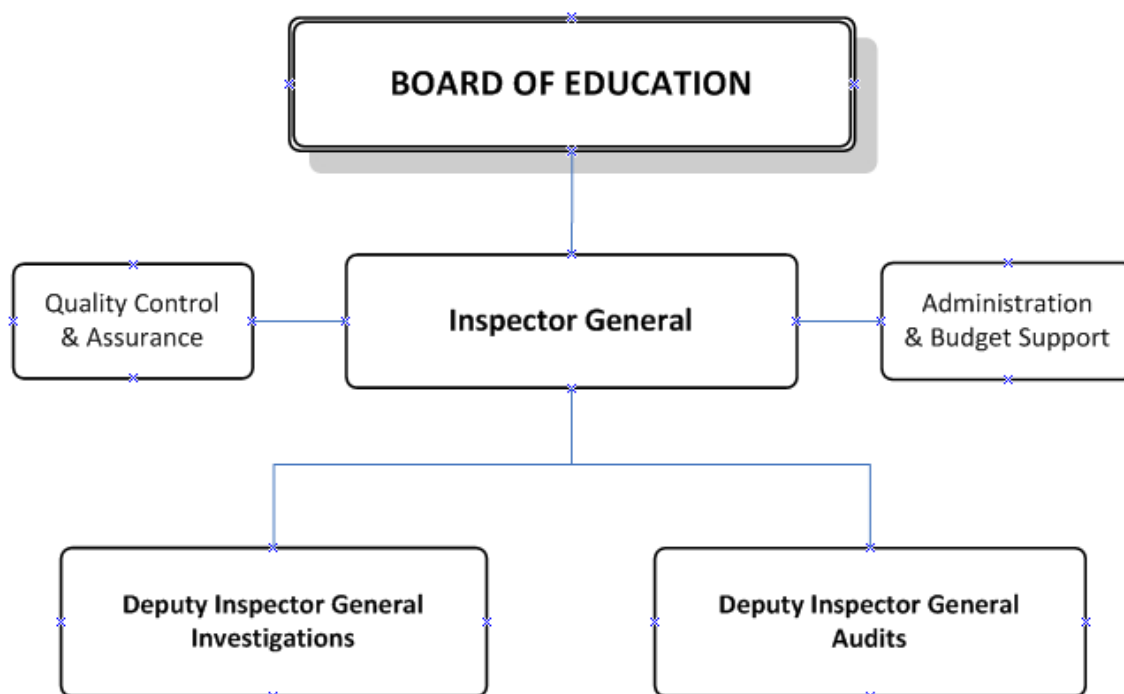 BOARD OF EDUCATION
Quality Control
& Assurance
Inspector General
Administration
& Budget Support
Deputy Inspector General
Investigations
Deputy Inspector General
Audits